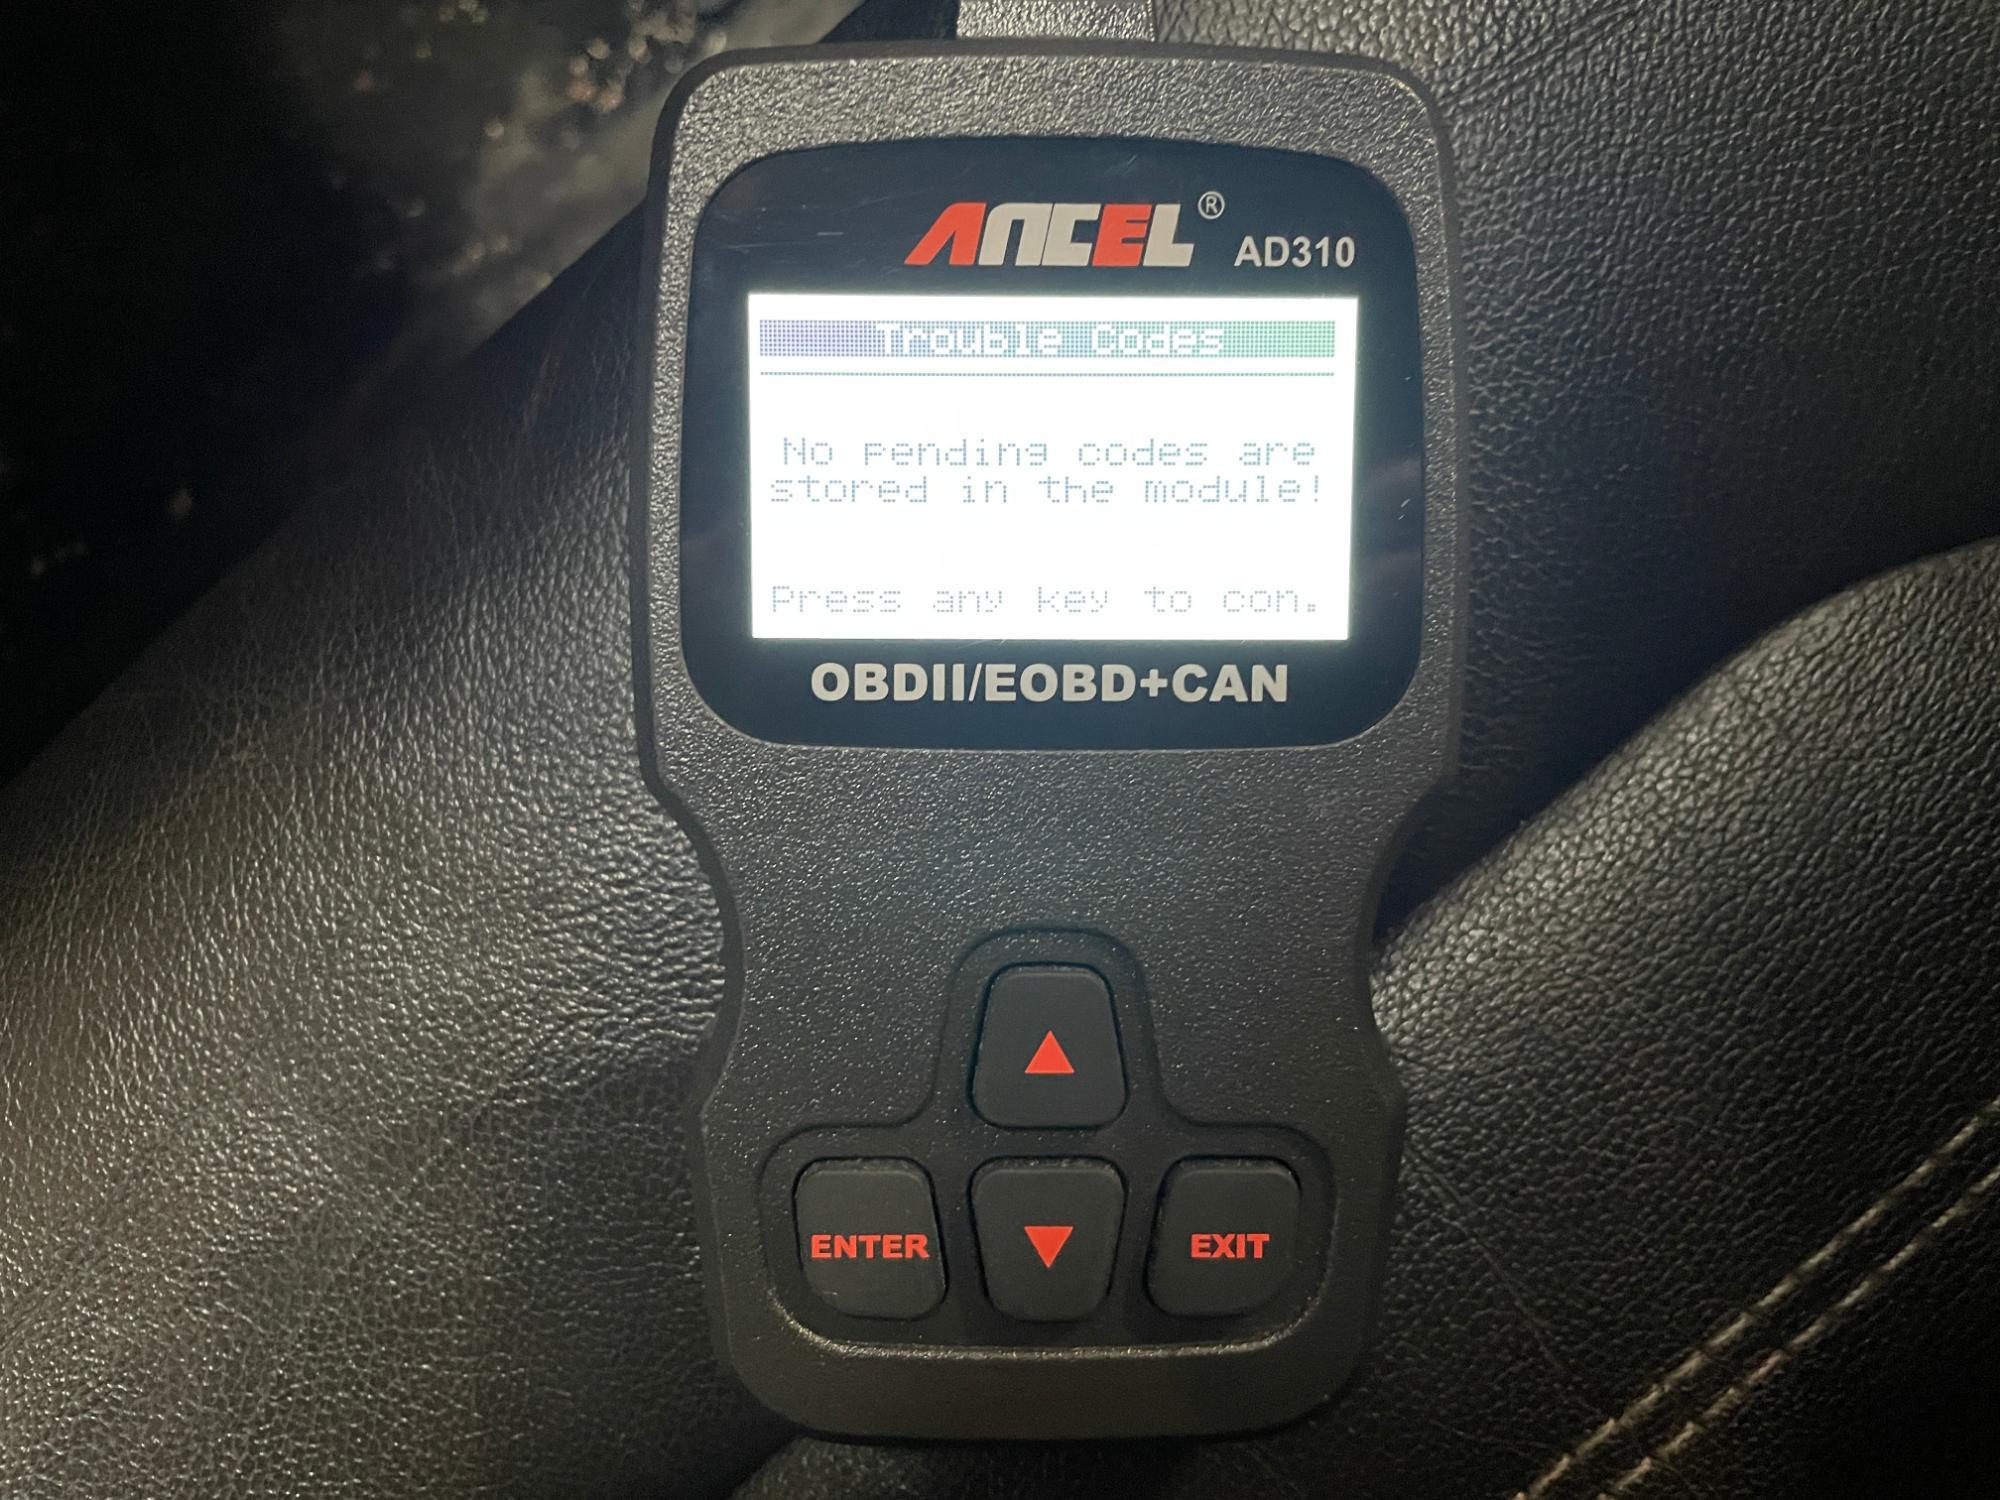 ANCEL®
AD310
Trouble Codes
No pending codes are
stored in the module!
Press any key to con.
OBDII/EOBD+CAN
ENTER
EXIT